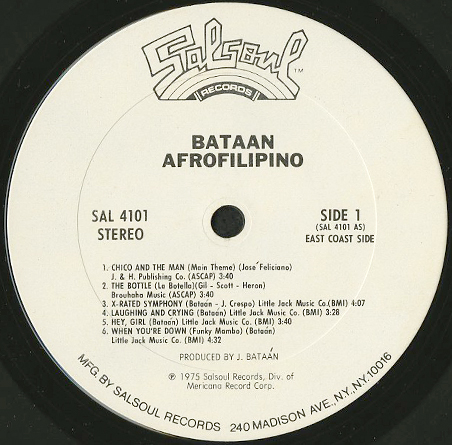 Salsoul ™
RECORDS
BATAAN
AFROFILIPINO
SAL 4101
STEREO
SIDE 1
(SAL 4101 AS)
EAST COAST SIDE
1. CHICO AND THE MAN (Main Theme) (José Feliciano)
J. & H. Publishing Co. (ASCAP) 3:40
2. THE BOTTLE (La Botella)(Gil - Scott - Heron)
Brouhaha Music (ASCAP) 3:40
3. X-RATED SYMPHONY (Bataán - J. Crespo) Little Jack Music Co.(BMI) 4:07
4. LAUGHING AND CRYING (Bataán) Little Jack Music Co. (BMI) 3:28
5. HEY, GIRL (Bataán) Little Jack Music Co. (BMI) 3:40
6. WHEN YOU'RE DOWN (Funky Mambo) (Bataan)
Little Jack Music Co. (BMI) 4:32
PRODUCED BY J. BATAÁN
℗ 1975 Salsoul Records, Div. of
Mericana Record Corp.
MFG. BY SALSOUL RECORDS 240 MADISON AVE., N.Y., N.Y. 10016